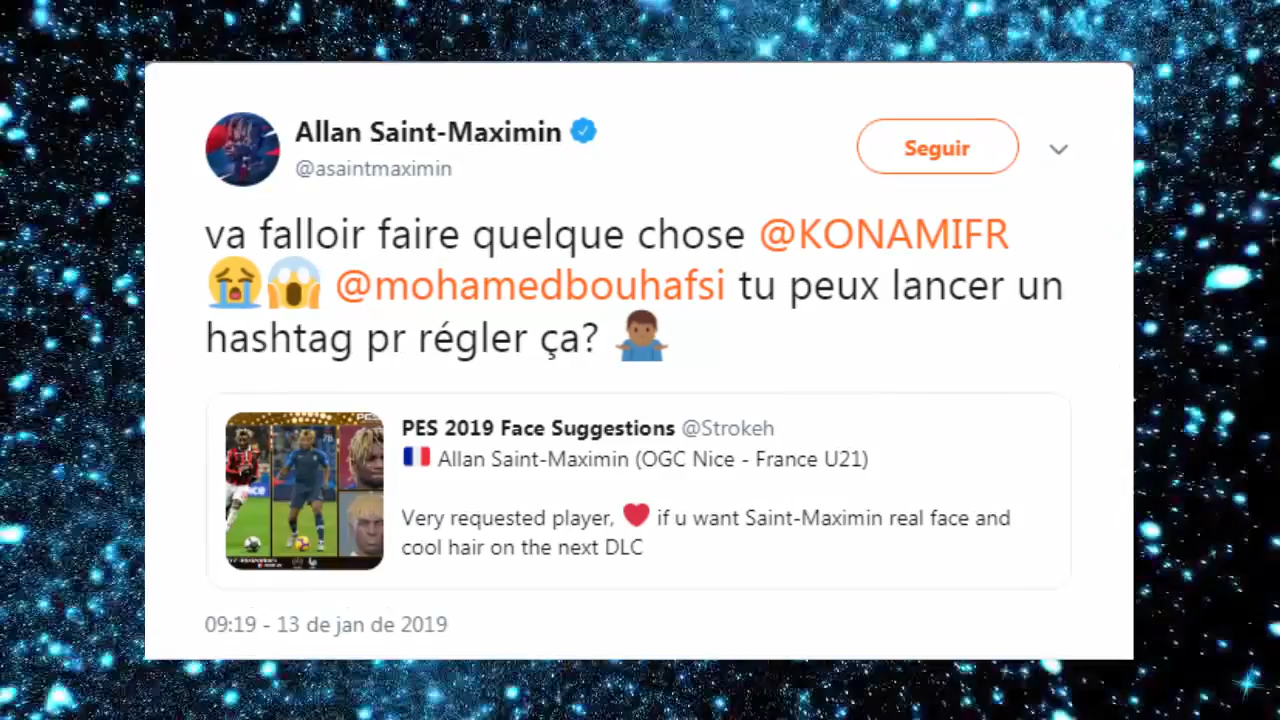 Allan Saint-Maximin
@asaintmaximin
Seguir
va falloir faire quelque chose @KONAMIFR
😭😱 @mohamedbouhafsi tu peux lancer un
hashtag pr régler ça? 🤷🏾‍♂️
PES 2019 Face Suggestions @Strokeh
🇫🇷 Allan Saint-Maximin (OGC Nice - France U21)
Very requested player, ❤️ if u want Saint-Maximin real face and
cool hair on the next DLC
09:19 - 13 de jan de 2019